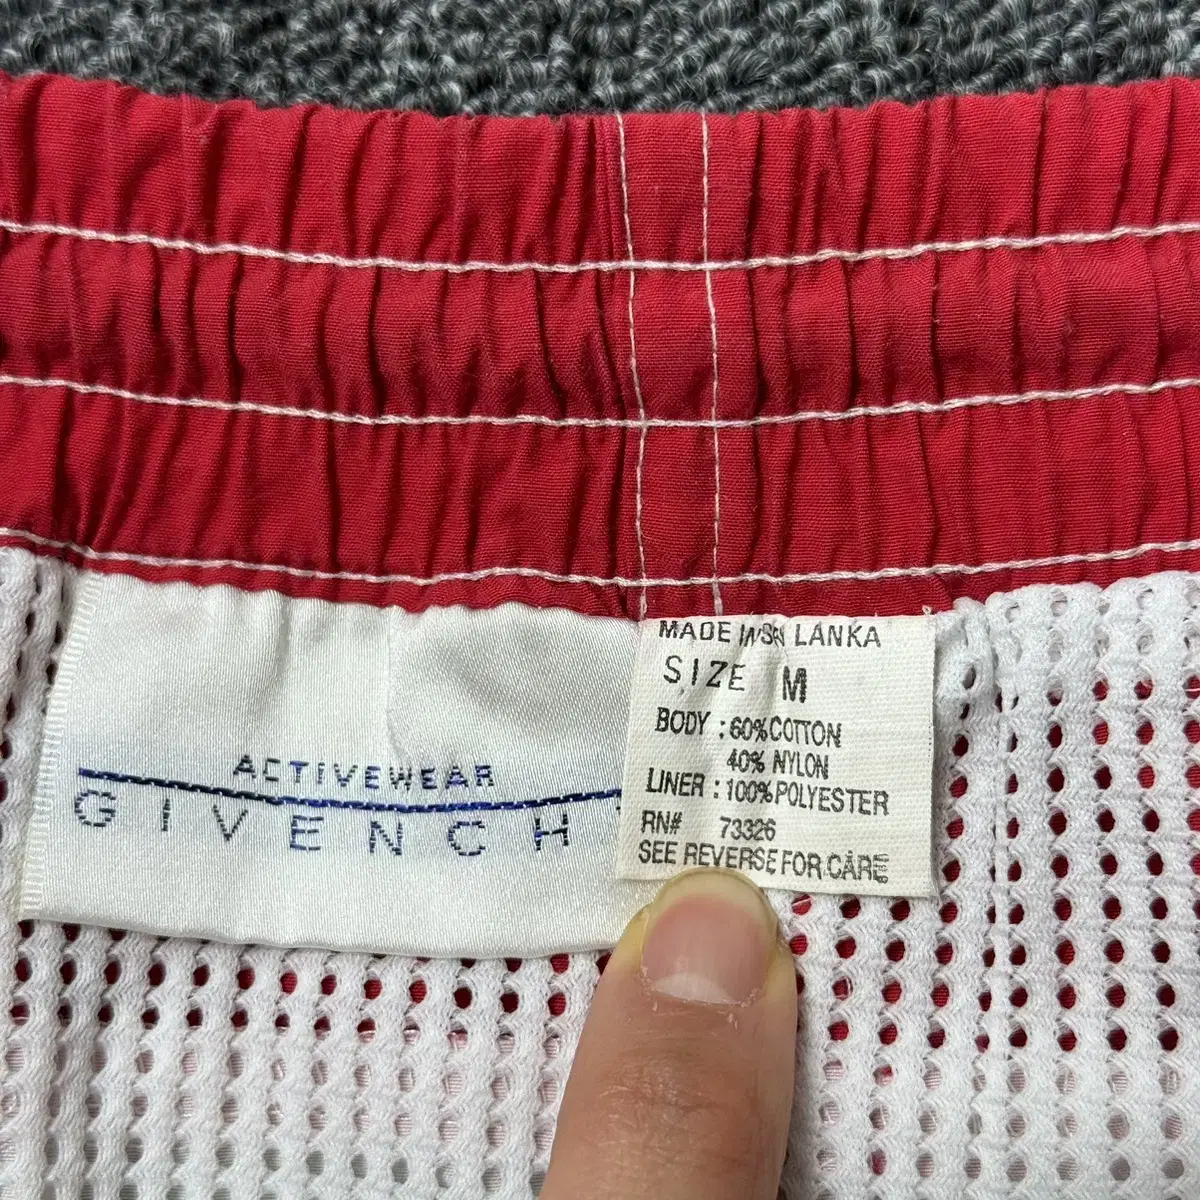 ACTIVEWEAR
GIVENCH
MADE IN SRI LANKA
SIZE M
BODY : 60% COTTON
40% NYLON
LINER : 100% POLYESTER
RN# 73326
SEE REVERSE FOR CARE